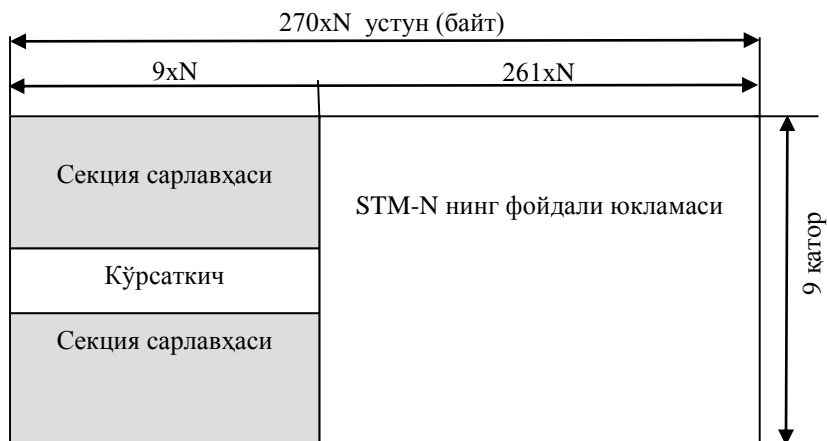 270xN устун (байт)
9xN
261xN
Секция сарлавҳаси
STM-N нинг фойдали юкламаси
Кўрсаткич
Секция сарлавҳаси
9 қатор